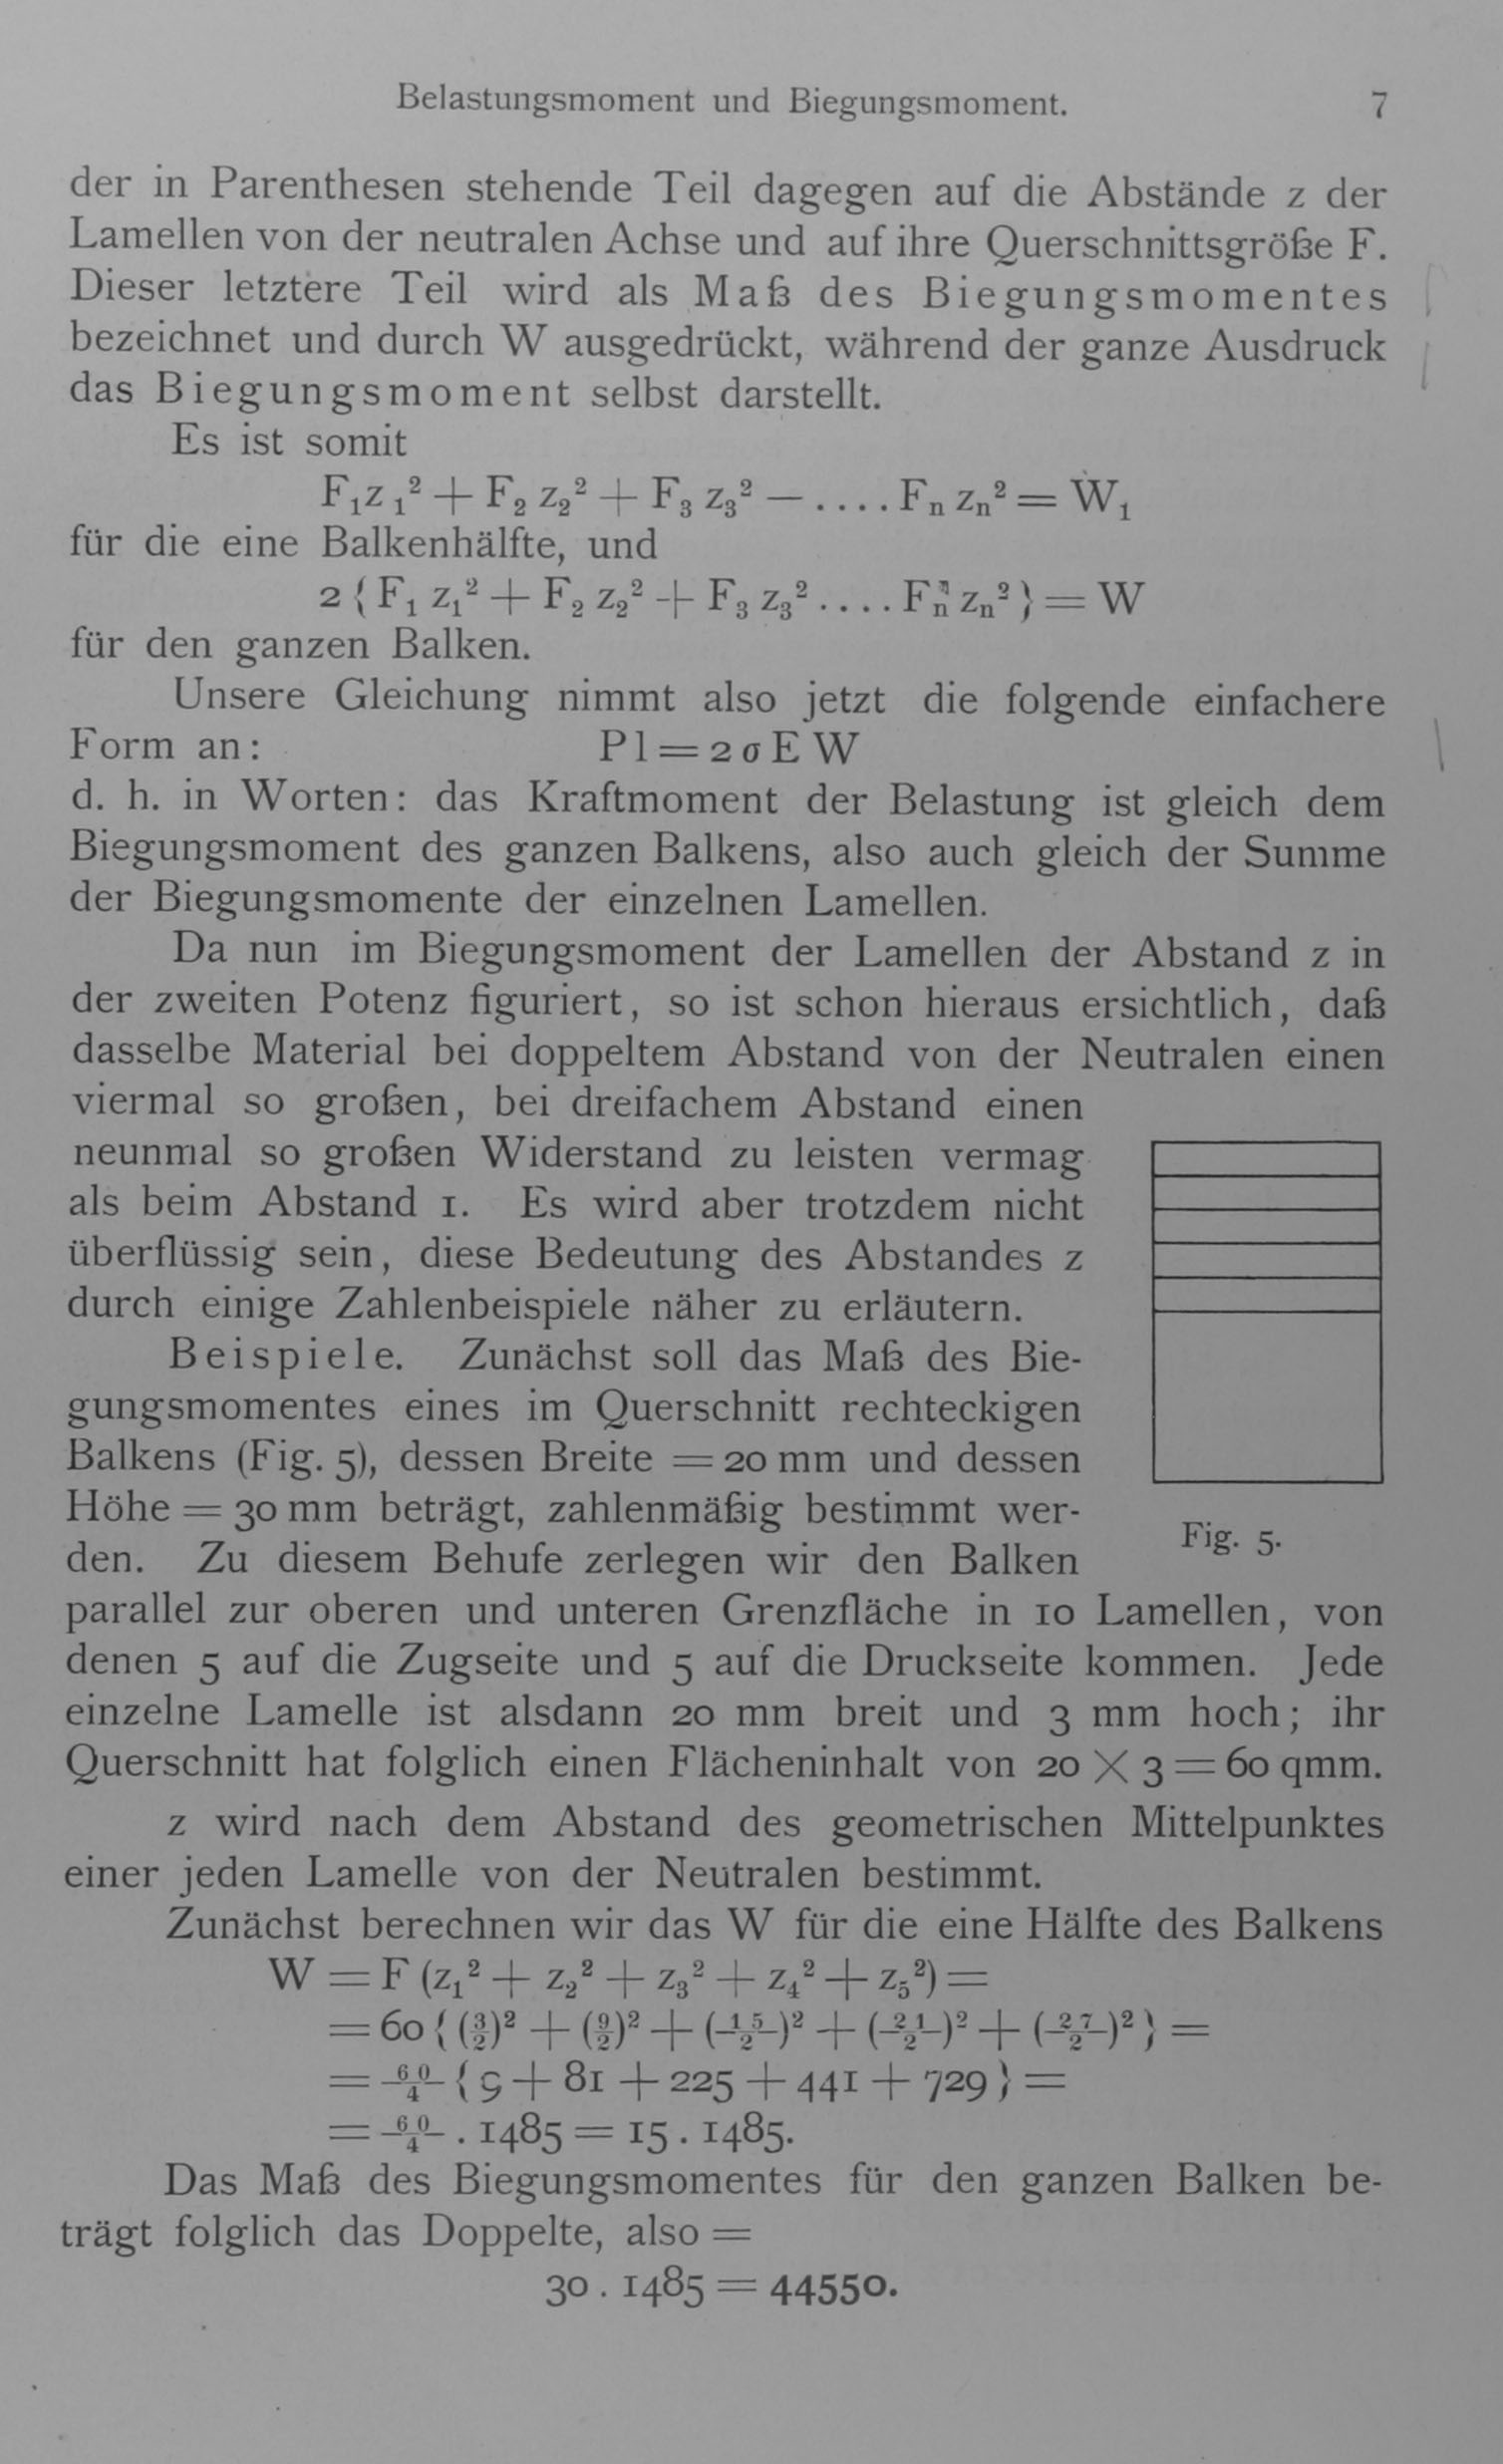 Belastungsmoment und Biegungsmoment. 7
der in Parenthesen stehende Teil dagegen auf die Abstände z der
Lamellen von der neutralen Achse und auf ihre Querschnittsgröße F.
Dieser letztere Teil wird als Maß des Biegungsmomentes
bezeichnet und durch W ausgedrückt, während der ganze Ausdruck
das Biegungsmoment selbst darstellt.
Es ist somit
F₁z₁² + F₂ z₂² + F₃ z₃² — .... Fₙ zₙ² = W₁
für die eine Balkenhälfte, und
2 { F₁ z₁² + F₂ z₂² + F₃ z₃² .... Fₙ zₙ² } = W
für den ganzen Balken.
Unsere Gleichung nimmt also jetzt die folgende einfachere
Form an: Pl = 2 σ E W
d. h. in Worten: das Kraftmoment der Belastung ist gleich dem
Biegungsmoment des ganzen Balkens, also auch gleich der Summe
der Biegungsmomente der einzelnen Lamellen.
Da nun im Biegungsmoment der Lamellen der Abstand z in
der zweiten Potenz figuriert, so ist schon hieraus ersichtlich, daß
dasselbe Material bei doppeltem Abstand von der Neutralen einen
viermal so großen, bei dreifachem Abstand einen
neunmal so großen Widerstand zu leisten vermag
als beim Abstand 1. Es wird aber trotzdem nicht
überflüssig sein, diese Bedeutung des Abstandes z
durch einige Zahlenbeispiele näher zu erläutern.
Beispiele. Zunächst soll das Maß des Bie-
gungsmomentes eines im Querschnitt rechteckigen
Balkens (Fig. 5), dessen Breite = 20 mm und dessen
Höhe = 30 mm beträgt, zahlenmäßig bestimmt wer-
den. Zu diesem Behufe zerlegen wir den Balken
Fig. 5.
parallel zur oberen und unteren Grenzfläche in 10 Lamellen, von
denen 5 auf die Zugseite und 5 auf die Druckseite kommen. Jede
einzelne Lamelle ist alsdann 20 mm breit und 3 mm hoch; ihr
Querschnitt hat folglich einen Flächeninhalt von 20 × 3 = 60 qmm.
z wird nach dem Abstand des geometrischen Mittelpunktes
einer jeden Lamelle von der Neutralen bestimmt.
Zunächst berechnen wir das W für die eine Hälfte des Balkens
W = F (z₁² + z₂² + z₃² + z₄² + z₅²) =
= 60 { (3/2)² + (9/2)² + (15/2)² + (21/2)² + (27/2)² } =
= 60/4 { 9 + 81 + 225 + 441 + 729 } =
= 60/4 . 1485 = 15 . 1485.
Das Maß des Biegungsmomentes für den ganzen Balken be-
trägt folglich das Doppelte, also =
30 . 1485 = 44550.